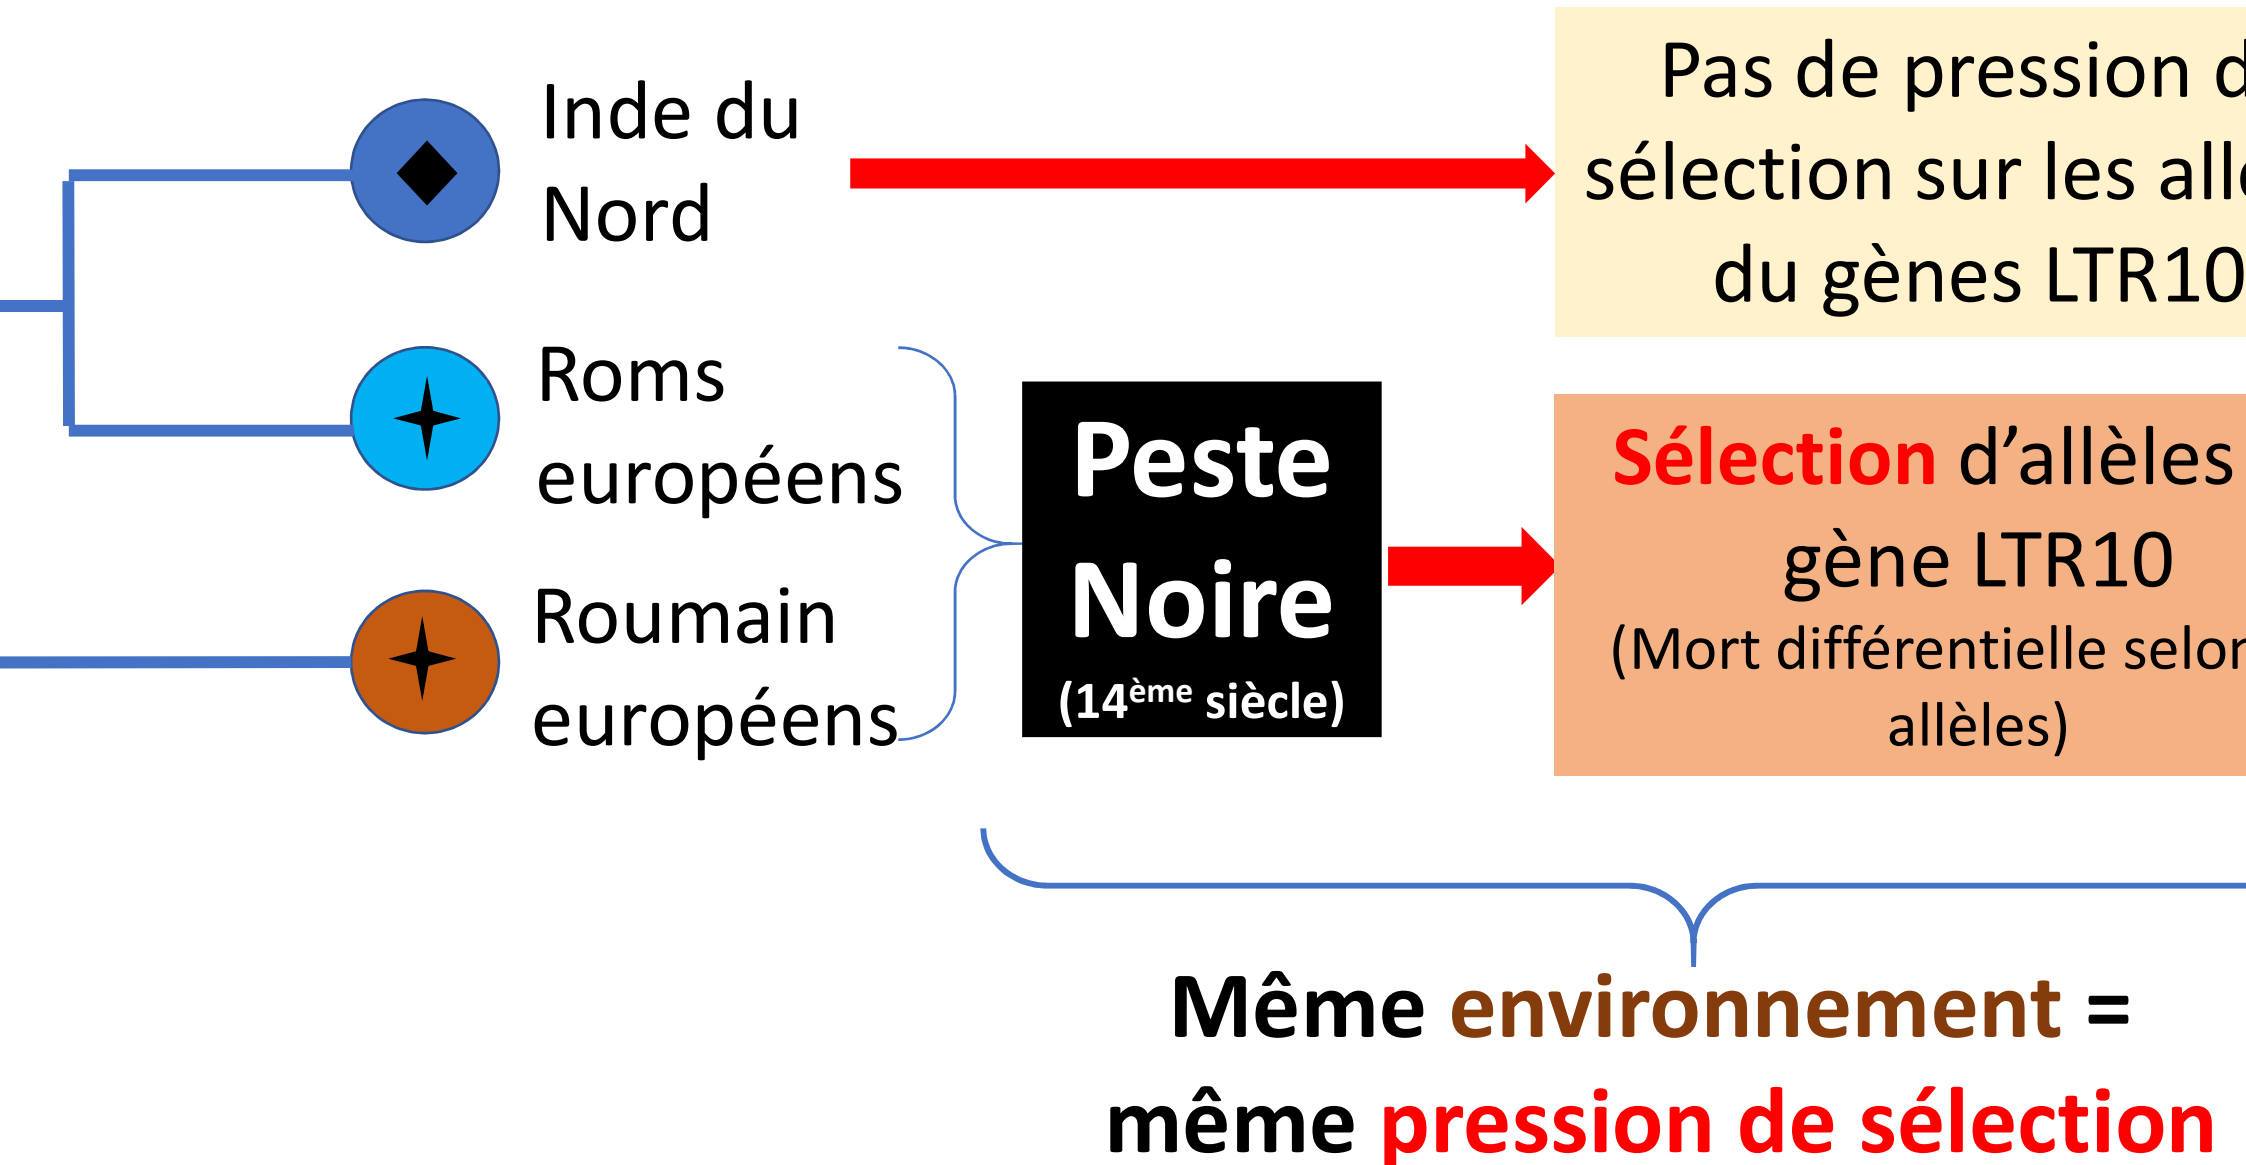 Inde du
Nord
Pas de pression
sélection sur les
du gènes LTR10
Roms
européens
Roumain
européens
Peste
Noire
(14ème siècle)
Sélection d’allèles
gène LTR10
(Mort différentielle selon
allèles)
Même environnement =
même pression de sélection